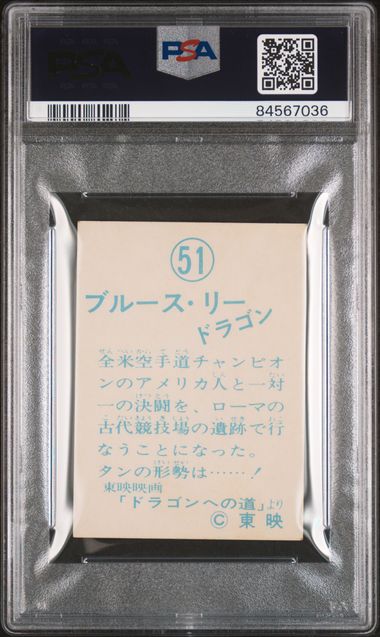 PSA
PSA
84567036
51
ブルース・リー
ドラゴン
全米空手道チャンピオ
ンのアメリカ人と一対
一の決闘を、ローマの
古代競技場の遺跡で行
なうことになった。
タンの形勢は……!
東映映画
「ドラゴンへの道」より
© 東映